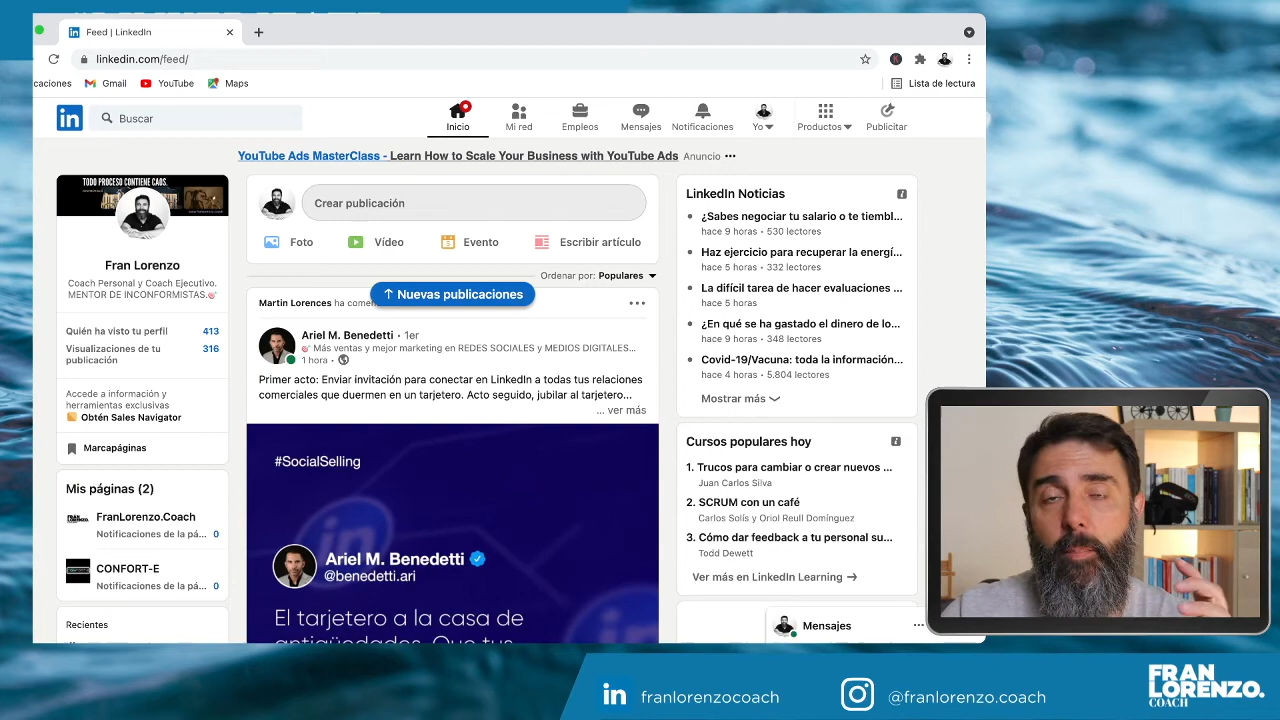 Feed | LinkedIn
linkedin.com/feed/
caciones
Gmail
YouTube
Maps
Lista de lectura
in
Buscar
Inicio
Mi red
Empleos
Mensajes
Notificaciones
Yo
Productos
Publicitar
YouTube Ads MasterClass - Learn How to Scale Your Business with YouTube Ads Anuncio •••
TODO PROCESO CONTIENE CAOS.
Fran Lorenzo
Coach Personal y Coach Ejecutivo.
MENTOR DE INCONFORMISTAS.
Quién ha visto tu perfil 413
Visualizaciones de tu 316
publicación
Accede a información y
herramientas exclusivas
Obtén Sales Navigator
Marcapáginas
Mis páginas (2)
FranLorenzo.Coach
Notificaciones de la pá... 0
CONFORT-E
Notificaciones de la pá... 0
Recientes
Crear publicación
Foto
Vídeo
Evento
Escribir artículo
Ordenar por: Populares
↑ Nuevas publicaciones
Martin Lorences ha comen
Ariel M. Benedetti • 1er
Más ventas y mejor marketing en REDES SOCIALES y MEDIOS DIGITALES...
1 hora •
Primer acto: Enviar invitación para conectar en LinkedIn a todas tus relaciones
comerciales que duermen en un tarjetero. Acto seguido, jubilar al tarjetero...
... ver más
#SocialSelling
Ariel M. Benedetti
@benedetti.ari
El tarjetero a la casa de
antigüedades. Que tus
LinkedIn Noticias
¿Sabes negociar tu salario o te tiembl...
hace 9 horas • 530 lectores
Haz ejercicio para recuperar la energí...
hace 5 horas • 332 lectores
La difícil tarea de hacer evaluaciones ...
hace 5 horas
¿En qué se ha gastado el dinero de lo...
hace 9 horas • 348 lectores
Covid-19/Vacuna: toda la información...
hace 4 horas • 5.804 lectores
Mostrar más
Cursos populares hoy
1. Trucos para cambiar o crear nuevos ...
Juan Carlos Silva
2. SCRUM con un café
Carlos Solís y Oriol Reull Domínguez
3. Cómo dar feedback a tu personal su...
Todd Dewett
Ver más en LinkedIn Learning →
Mensajes
in franlorenzocoach
@franlorenzo.coach
FRAN
LORENZO.
COACH